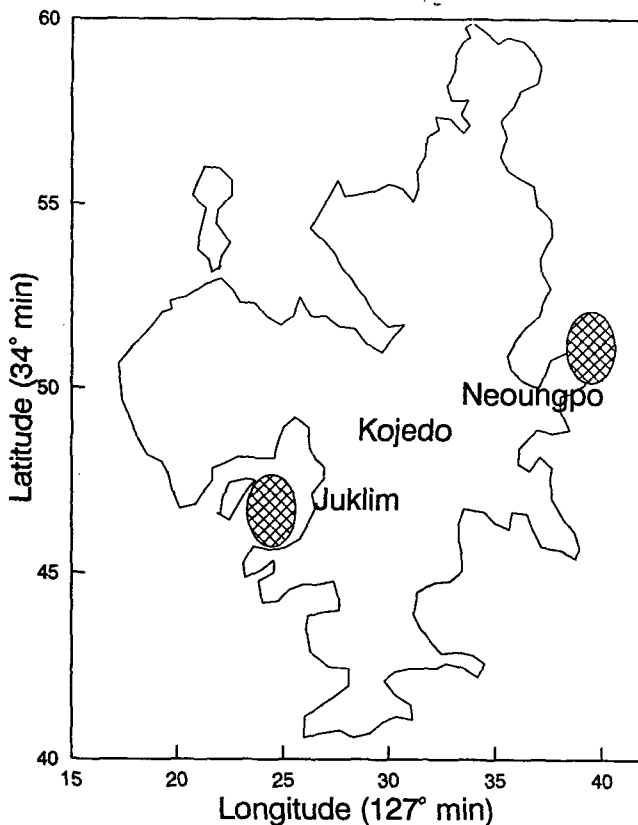 60
55
50
45
40
Latitude (34° min)
Neoungpo
Kojedo
Juklim
15 20 25 30 35 40
Longitude (127° min)